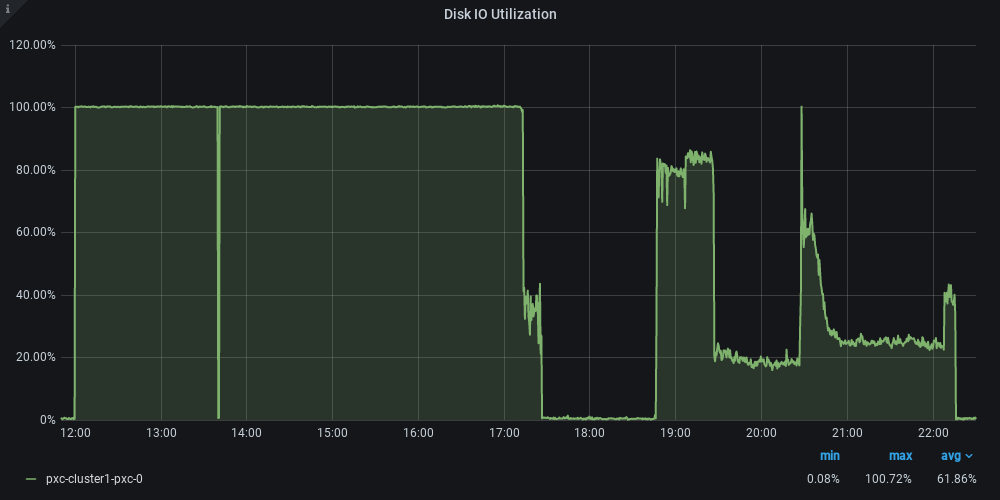 i
Disk IO Utilization
120.00%
100.00%
80.00%
60.00%
40.00%
20.00%
0%
12:00 13:00 14:00 15:00 16:00 17:00 18:00 19:00 20:00 21:00 22:00
min max avg
pxc-cluster1-pxc-0 0.08% 100.72% 61.86%